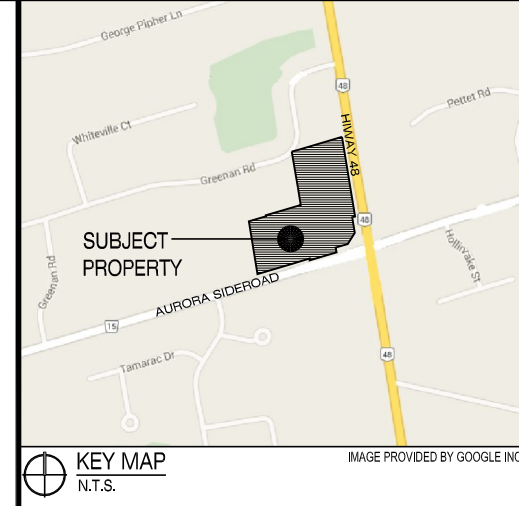 George Pipher Ln
48
Pettet Rd
Whiteville Ct
HIWAY 48
Greenan Rd
48
SUBJECT
PROPERTY
Greenan Rd
Hollinvake St
AURORA SIDEROAD
15
48
Tamarac Dr
KEY MAP
N.T.S.
IMAGE PROVIDED BY GOOGLE INC